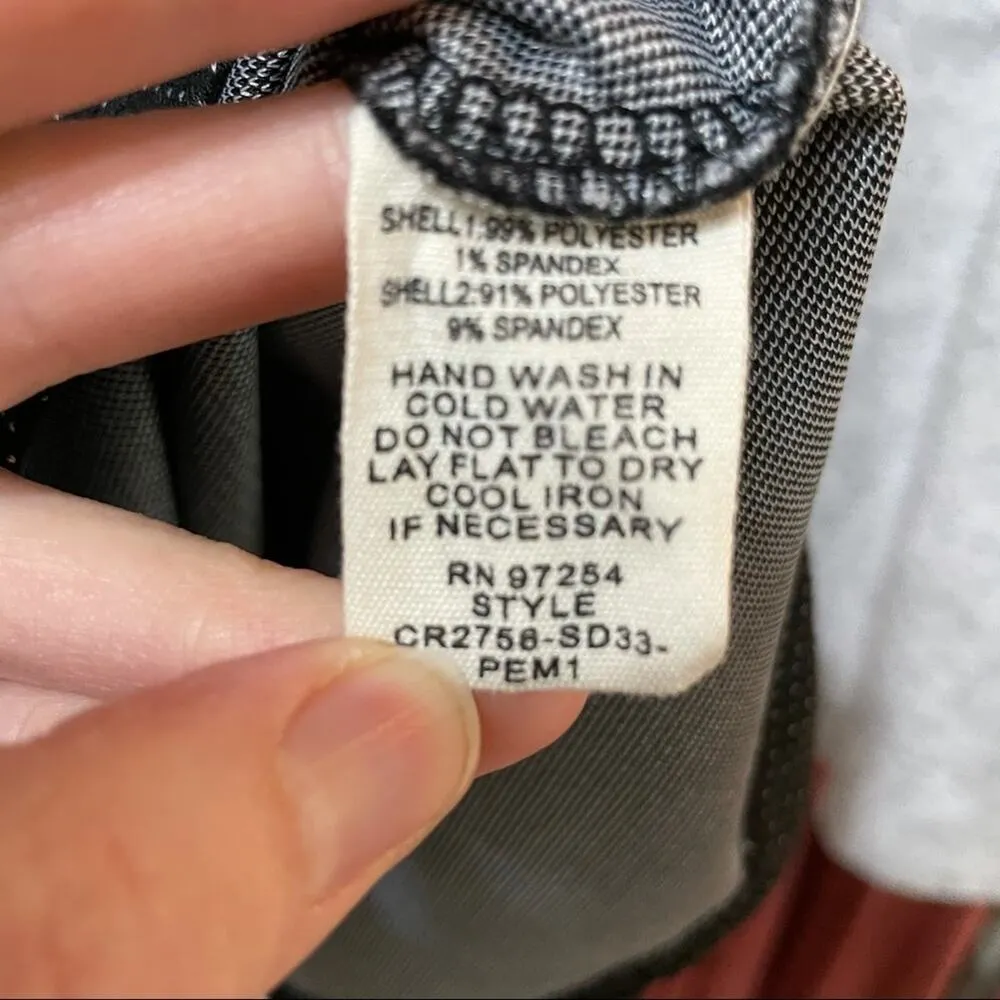 SHELL1:99% POLYESTER
1% SPANDEX
SHELL2:91% POLYESTER
9% SPANDEX
HAND WASH IN
COLD WATER
DO NOT BLEACH
LAY FLAT TO DRY
COOL IRON
IF NECESSARY
RN 97254
STYLE
CR2758-SD33-
PEM1